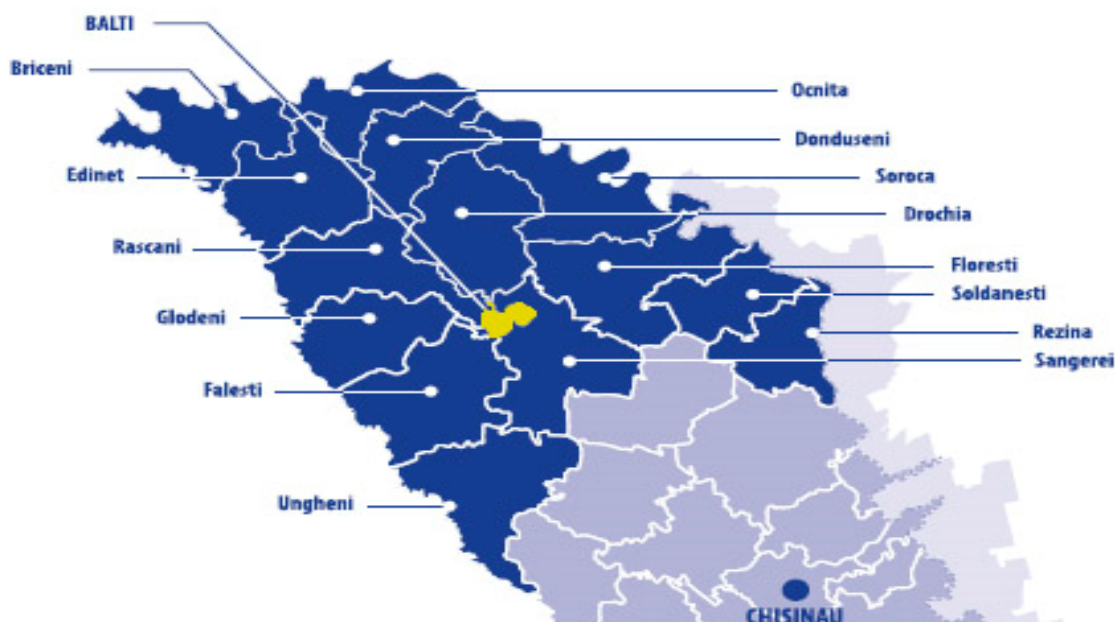 BALTI
Briceni
Ocnita
Donduseni
Edinet
Soroca
Drochia
Rascani
Floresti
Soldanesti
Glodeni
Rezina
Sangerei
Falesti
Ungheni
CHISINAU